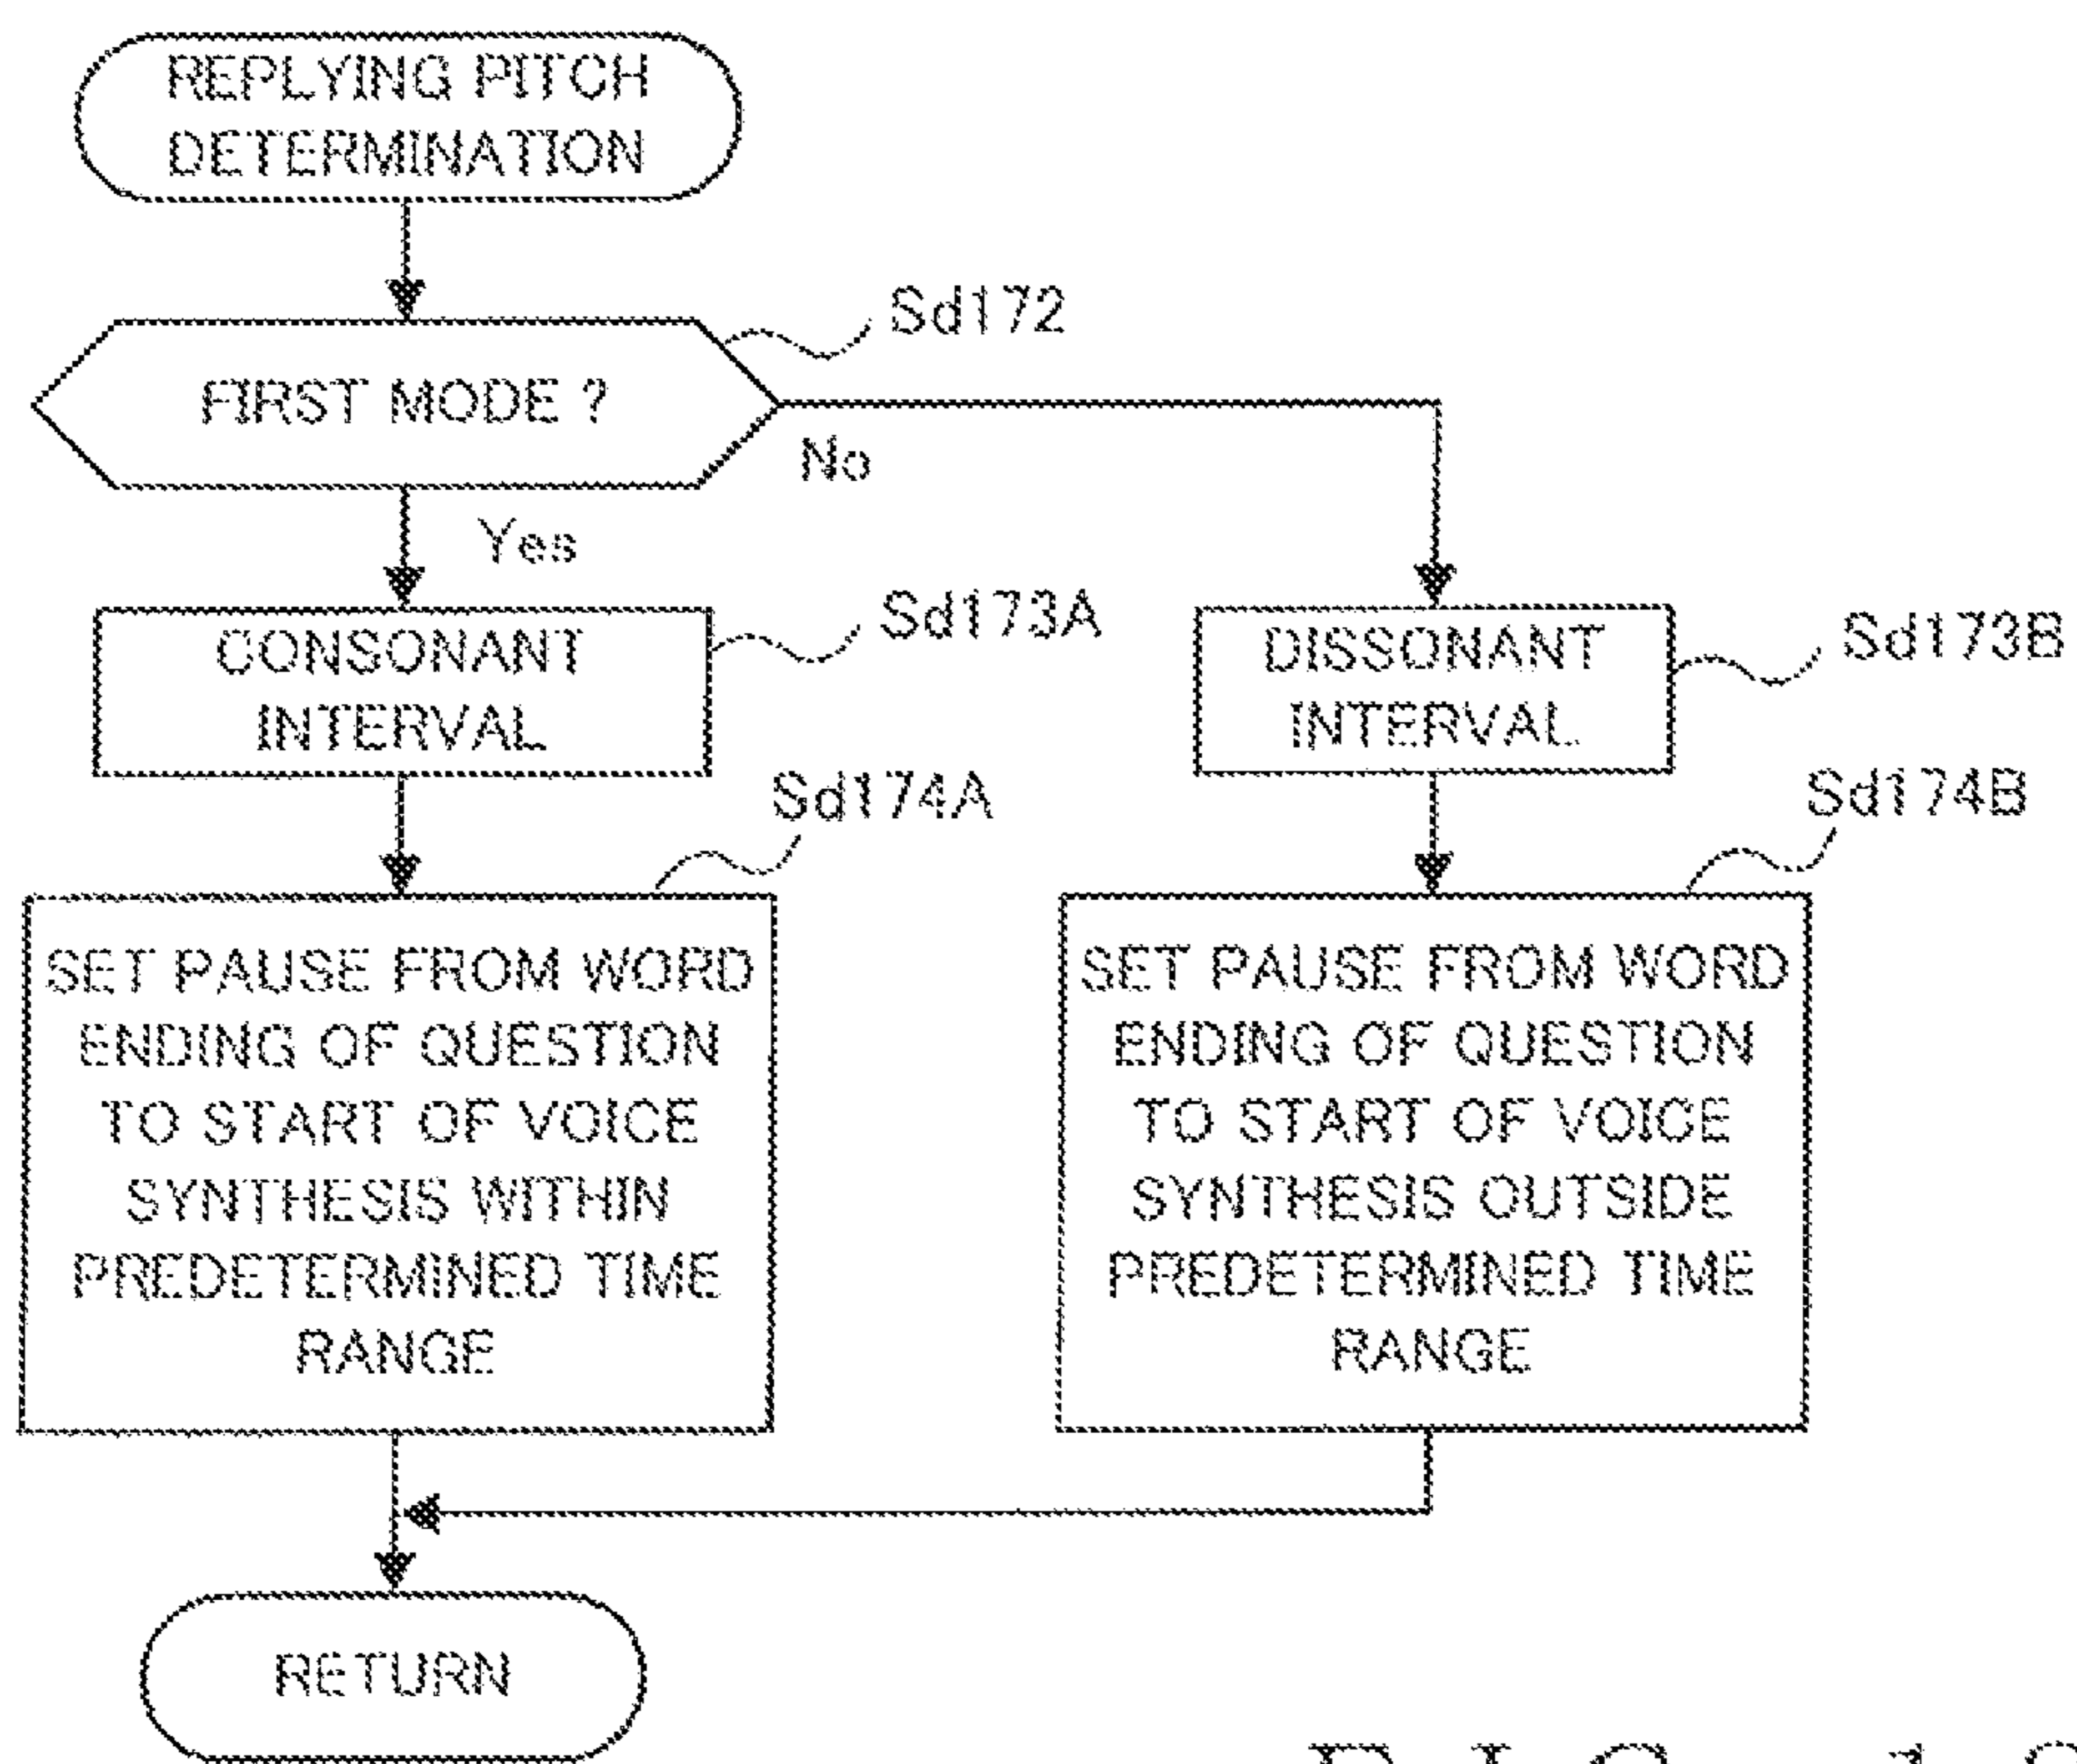 REPLYING PITCH
DETERMINATION
Sd172
FIRST MODE ?
No
Yes
Sd173A
CONSONANT
INTERVAL
Sd173B
DISSONANT
INTERVAL
Sd174A
SET PAUSE FROM WORD
ENDING OF QUESTION
TO START OF VOICE
SYNTHESIS WITHIN
PREDETERMINED TIME
RANGE
Sd174B
SET PAUSE FROM WORD
ENDING OF QUESTION
TO START OF VOICE
SYNTHESIS OUTSIDE
PREDETERMINED TIME
RANGE
RETURN